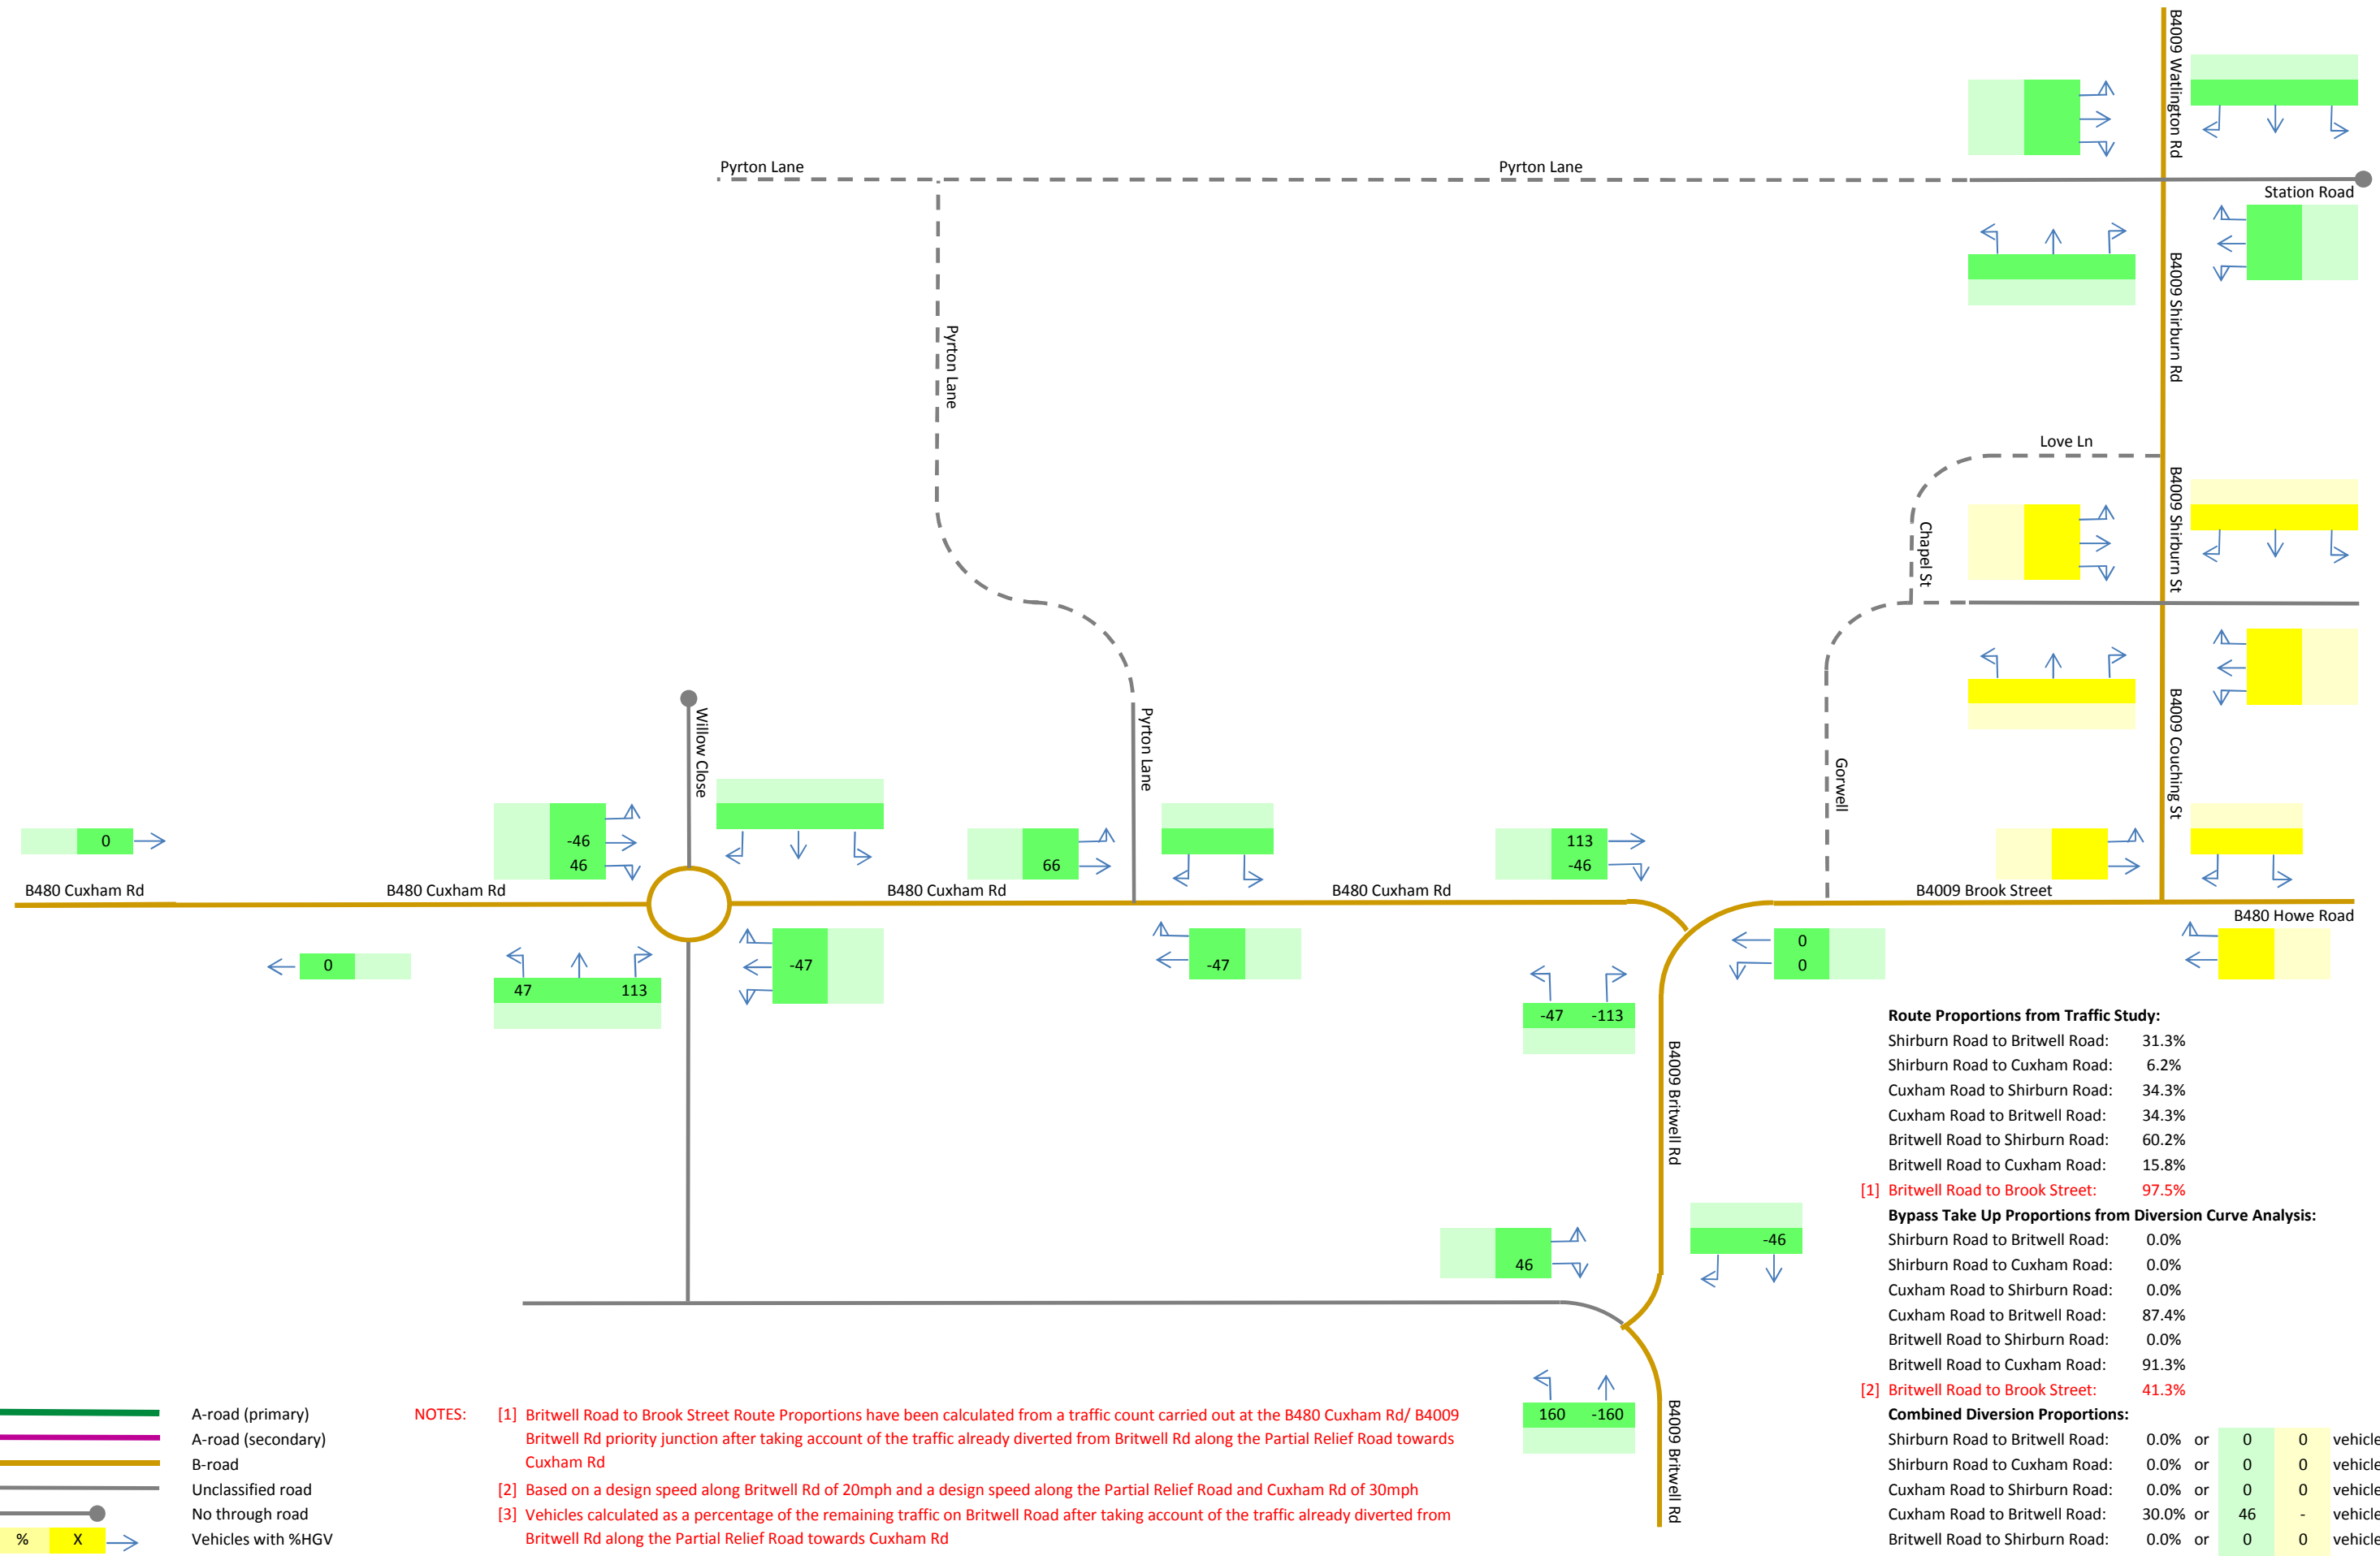 B4009 Watlington Rd
Pyrton Lane
Pyrton Lane
Station Road
B4009 Shirburn Rd
Pyrton Lane
Love Ln
B4009 Shirburn St
Chapel St
Willow Close
Pyrton Lane
B4009 Couching St
Gorwell
0
-46
46
66
113
-46
B480 Cuxham Rd
B480 Cuxham Rd
B480 Cuxham Rd
B480 Cuxham Rd
B4009 Brook Street
B480 Howe Road
0
47 113
-47
-47
-47 -113
0
0
B4009 Britwell Rd
46
-46
160 -160
B4009 Britwell Rd
Route Proportions from Traffic Study:
Shirburn Road to Britwell Road: 31.3%
Shirburn Road to Cuxham Road: 6.2%
Cuxham Road to Shirburn Road: 34.3%
Cuxham Road to Britwell Road: 34.3%
Britwell Road to Shirburn Road: 60.2%
Britwell Road to Cuxham Road: 15.8%
[1] Britwell Road to Brook Street: 97.5%
Bypass Take Up Proportions from Diversion Curve Analysis:
Shirburn Road to Britwell Road: 0.0%
Shirburn Road to Cuxham Road: 0.0%
Cuxham Road to Shirburn Road: 0.0%
Cuxham Road to Britwell Road: 87.4%
Britwell Road to Shirburn Road: 0.0%
Britwell Road to Cuxham Road: 91.3%
[2] Britwell Road to Brook Street: 41.3%
Combined Diversion Proportions:
Shirburn Road to Britwell Road: 0.0% or 0 0 vehicle
Shirburn Road to Cuxham Road: 0.0% or 0 0 vehicle
Cuxham Road to Shirburn Road: 0.0% or 0 0 vehicle
Cuxham Road to Britwell Road: 30.0% or 46 - vehicle
Britwell Road to Shirburn Road: 0.0% or 0 0 vehicle
A-road (primary)
A-road (secondary)
B-road
Unclassified road
No through road
% X Vehicles with %HGV
NOTES: [1] Britwell Road to Brook Street Route Proportions have been calculated from a traffic count carried out at the B480 Cuxham Rd/ B4009
Britwell Rd priority junction after taking account of the traffic already diverted from Britwell Rd along the Partial Relief Road towards
Cuxham Rd
[2] Based on a design speed along Britwell Rd of 20mph and a design speed along the Partial Relief Road and Cuxham Rd of 30mph
[3] Vehicles calculated as a percentage of the remaining traffic on Britwell Road after taking account of the traffic already diverted from
Britwell Rd along the Partial Relief Road towards Cuxham Rd